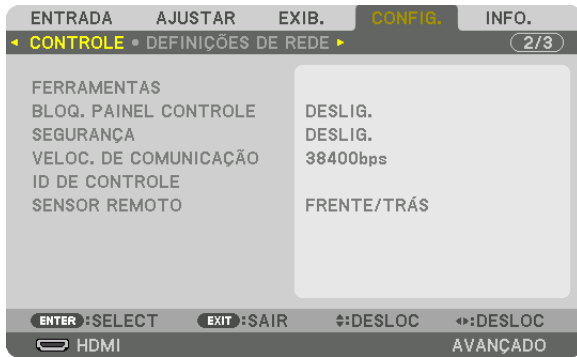 ENTRADA AJUSTAR EXIB. CONFIG. INFO.
CONTROLE • DEFINIÇÕES DE REDE 2/3
FERRAMENTAS
BLOQ. PAINEL CONTROLE DESLIG.
SEGURANÇA DESLIG.
VELOC. DE COMUNICAÇÃO 38400bps
ID DE CONTROLE
SENSOR REMOTO FRENTE/TRÁS
ENTER :SELECT EXIT :SAIR :DESLOC :DESLOC
HDMI AVANÇADO